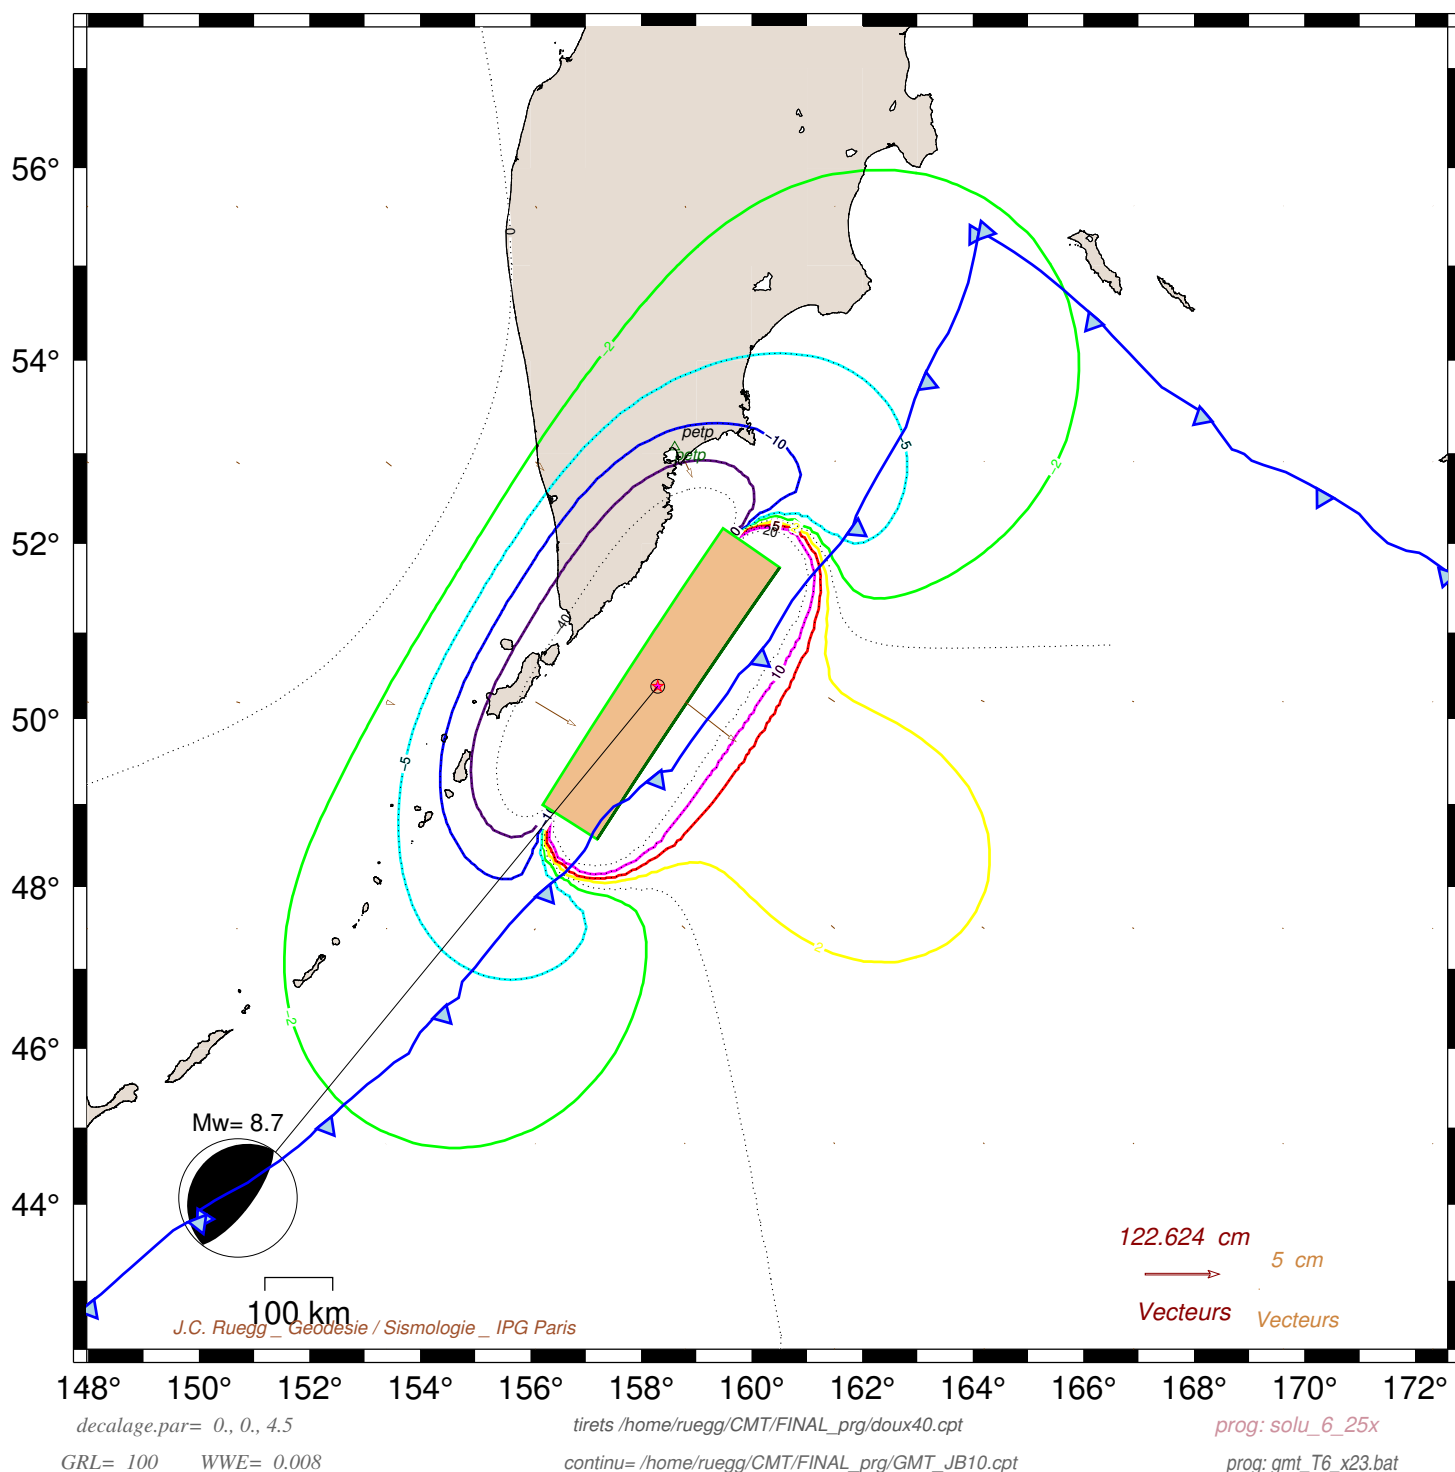 56°
54°
52°
50°
48°
46°
44°
0
-2
-10
petp
petp
-5
-2
0
5
20
-40
10
-5
2
-2
Mw= 8.7
100 km
J.C. Ruegg _ Geodesie / Sismologie _ IPG Paris
122.624 cm
5 cm
Vecteurs
Vecteurs
148° 150° 152° 154° 156° 158° 160° 162° 164° 166° 168° 170° 172°
decalage.par= 0., 0., 4.5
tirets /home/ruegg/CMT/FINAL_prg/doux40.cpt
prog: solu_6_25x
GRL= 100 WWE= 0.008
continu= /home/ruegg/CMT/FINAL_prg/GMT_JB10.cpt
prog: gmt_T6_x23.bat